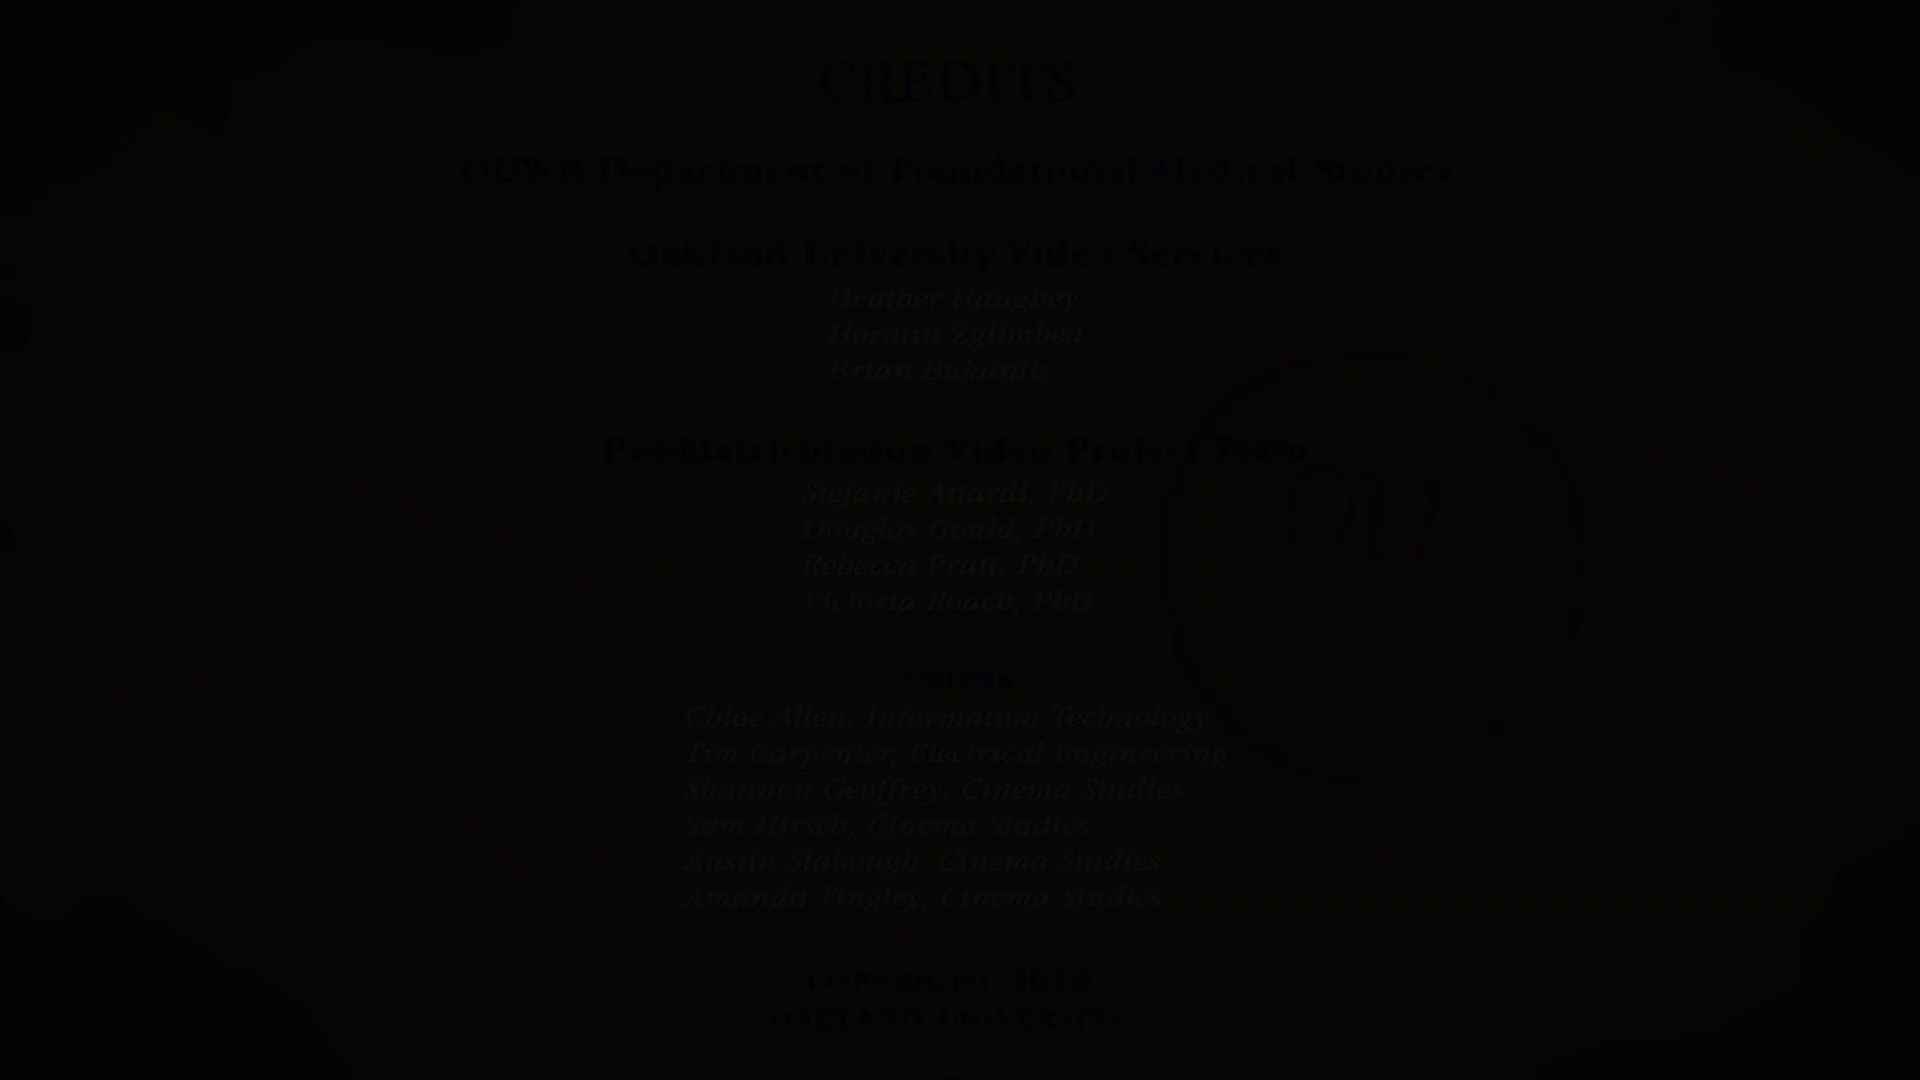 CREDITS
OUWB Department of Foundational Medical Studies
Oakland University Video Services
Heather Haughey
Horatiu Zglimbea
Brian Bukantis
Pre-Matriculation Video Project Team
Stefanie Attardi, PhD
Douglas Gould, PhD
Rebecca Pratt, PhD
Victoria Roach, PhD
Extras
Chloe Allen, Information Technology
Tim Carpenter, Electrical Engineering
Shannon Geoffrey, Cinema Studies
Sam Hirsch, Cinema Studies
Austin Slabough, Cinema Studies
Amanda Tingley, Cinema Studies
COPYRIGHT 2019
OAKLAND UNIVERSITY